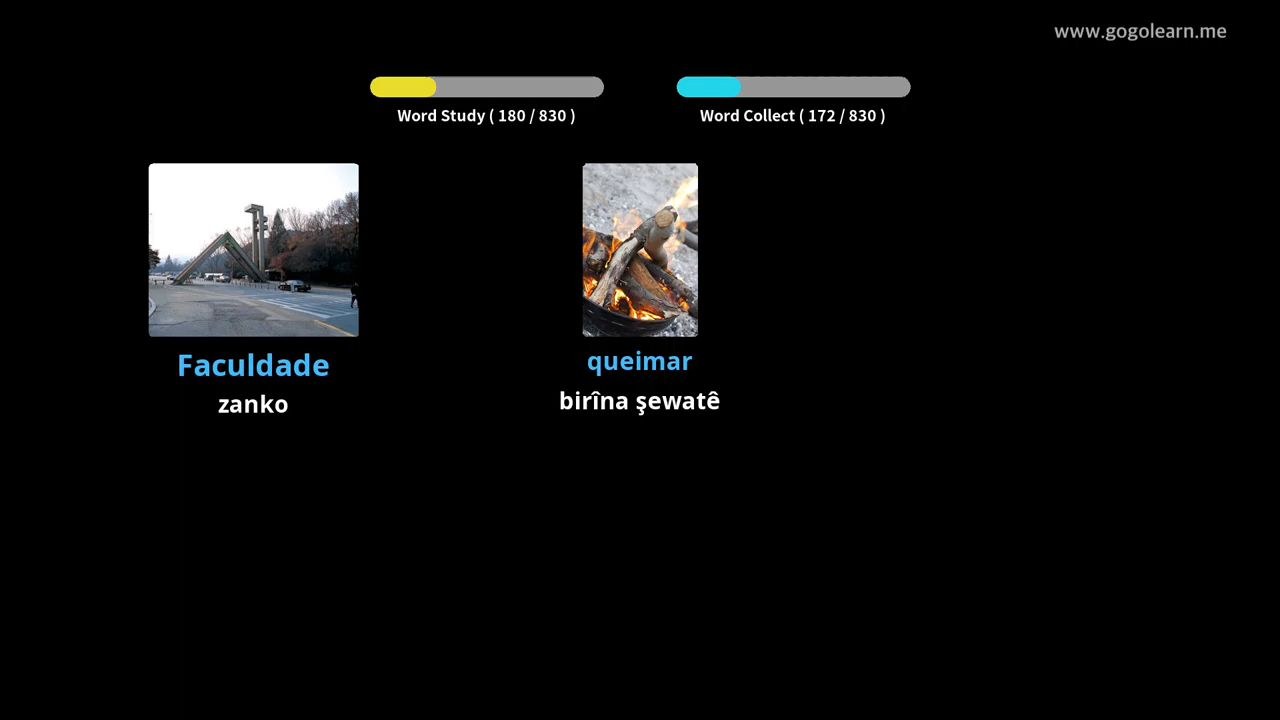 www.gogolearn.me
Word Study ( 180 / 830 )
Word Collect ( 172 / 830 )
Faculdade
zanko
queimar
birîna şewatê